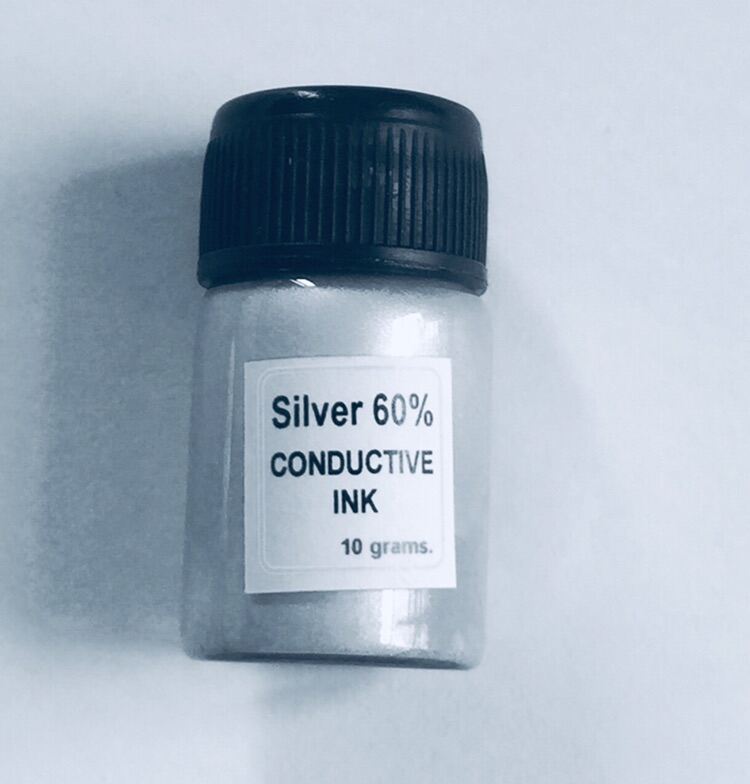 Silver 60%
CONDUCTIVE
INK
10 grams.